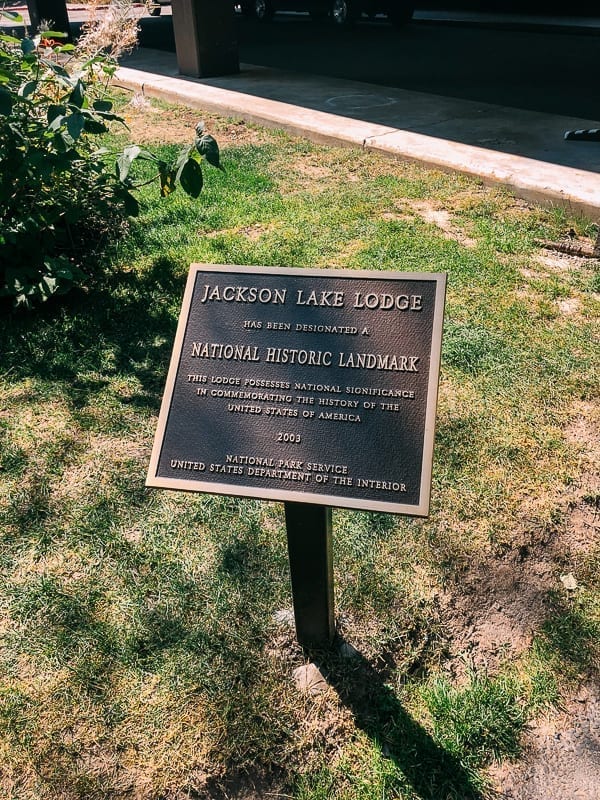 JACKSON LAKE LODGE
HAS BEEN DESIGNATED A
NATIONAL HISTORIC LANDMARK
THIS LODGE POSSESSES NATIONAL SIGNIFICANCE
IN COMMEMORATING THE HISTORY OF THE
UNITED STATES OF AMERICA
2003
NATIONAL PARK SERVICE
UNITED STATES DEPARTMENT OF THE INTERIOR